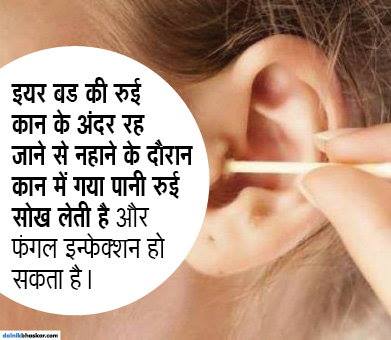 इयर बड की रुई
कान के अंदर रह
जाने से नहाने के दौरान
कान में गया पानी रुई
सोख लेती है और
फंगल इन्फेक्शन हो
सकता है।
dainikbhaskar.com